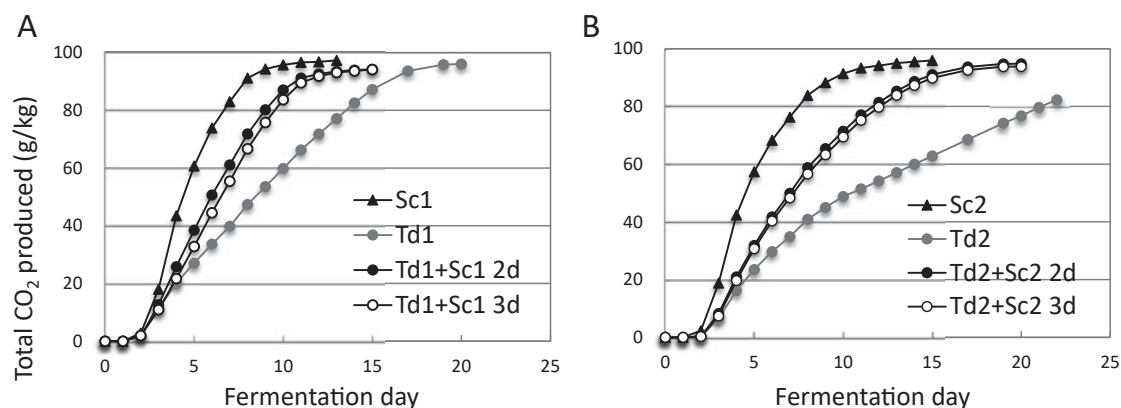 A
Total CO2 produced (g/kg)
100
80
60
40
20
0
0 5 10 15 20 25
Fermentation day
Sc1
Td1
Td1+Sc1 2d
Td1+Sc1 3d
B
100
80
60
40
20
0
0 5 10 15 20 25
Fermentation day
Sc2
Td2
Td2+Sc2 2d
Td2+Sc2 3d